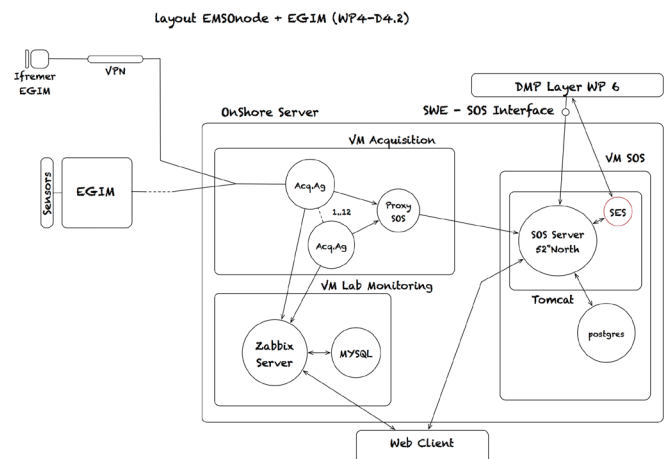 layout EMSOnode + EGIM (WP4-D4.2)
Ifremer
EGIM
VPN
DMP Layer WP 6
OnShore Server
SWE - SOS Interface
VM Acquisition
VM SOS
Sensors
EGIM
Acq.Ag
1..12
Proxy
SOS
Acq.Ag
SES
SOS Server
52°North
VM Lab Monitoring
Tomcat
Zabbix
Server
MYSQL
postgres
Web Client